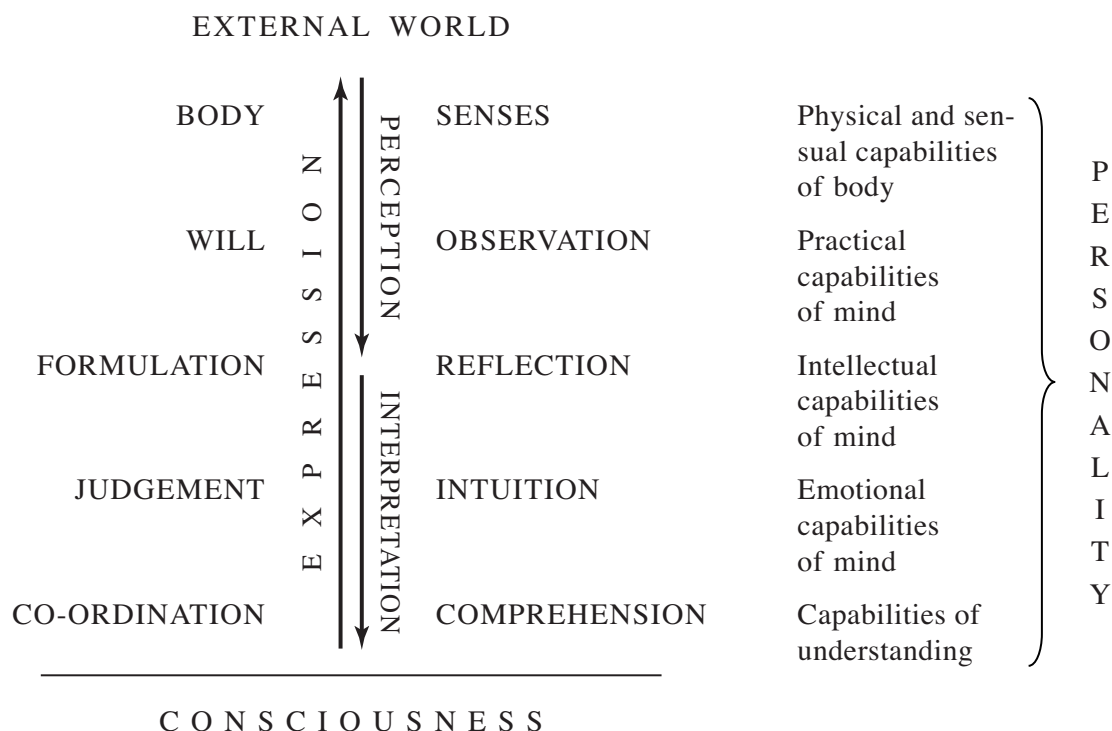 EXTERNAL WORLD
BODY
SENSES
Physical and sen-
sual capabilities
of body
WILL
OBSERVATION
Practical
capabilities
of mind
FORMULATION
REFLECTION
Intellectual
capabilities
of mind
JUDGEMENT
INTUITION
Emotional
capabilities
of mind
CO-ORDINATION
COMPREHENSION
Capabilities of
understanding
EXPRESSION
PERCEPTION
INTERPRETATION
PERSONALITY
CONSCIOUSNESS